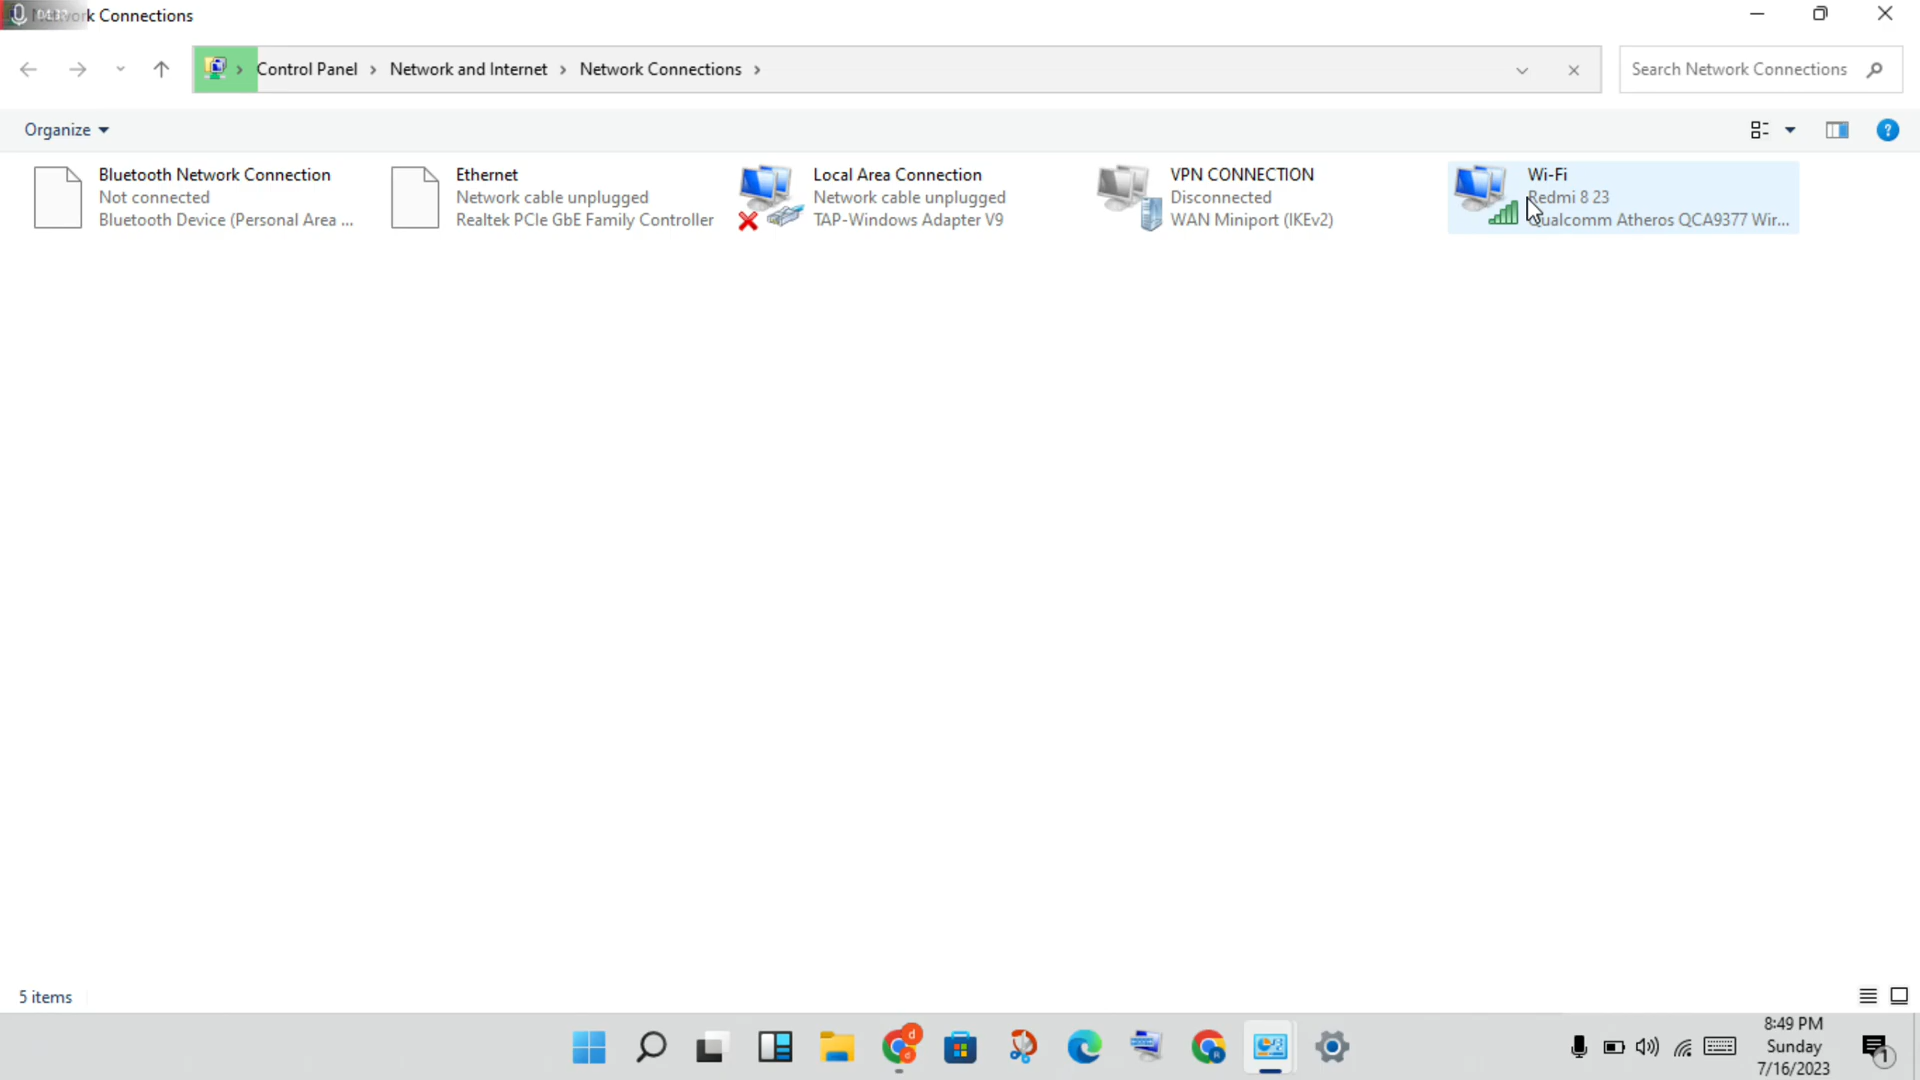 k Connections
Control Panel > Network and Internet > Network Connections >
Search Network Connections
Organize
?
Bluetooth Network Connection
Not connected
Bluetooth Device (Personal Area ...
Ethernet
Network cable unplugged
Realtek PCIe GbE Family Controller
Local Area Connection
Network cable unplugged
TAP-Windows Adapter V9
VPN CONNECTION
Disconnected
WAN Miniport (IKEv2)
Wi-Fi
Redmi 8 23
Qualcomm Atheros QCA9377 Wir...
5 items
8:49 PM
Sunday
7/16/2023
1